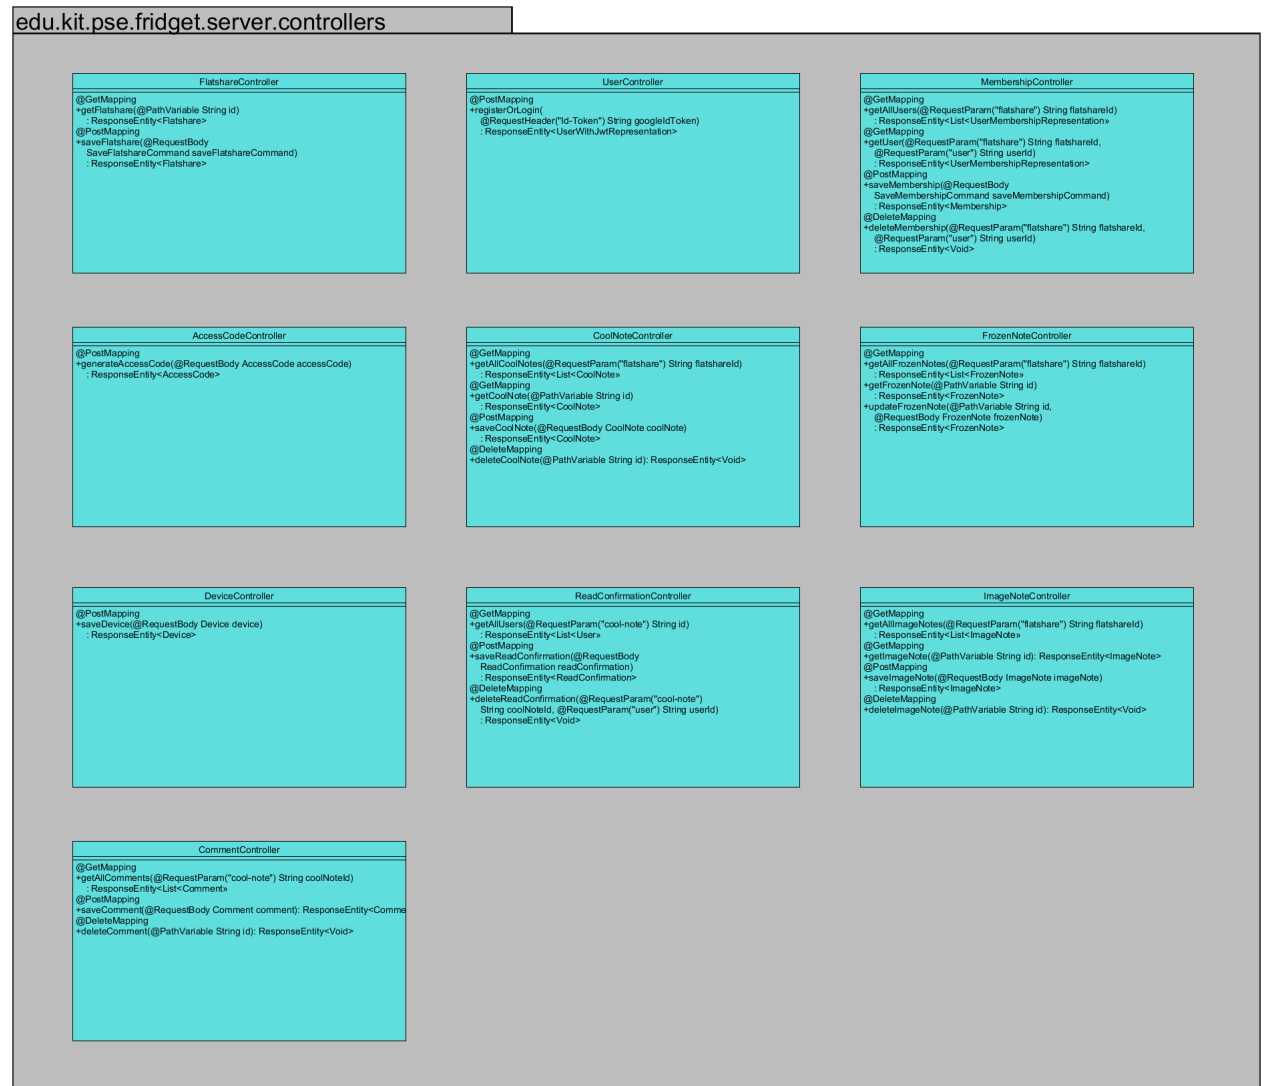 edu.kit.pse.fridget.server.controllers
FlatshareController
@GetMapping
+getFlatshare(@PathVariable String id)
: ResponseEntity<Flatshare>
@PostMapping
+saveFlatshare(@RequestBody
SaveFlatshareCommand saveFlatshareCommand)
: ResponseEntity<Flatshare>
UserController
@PostMapping
+registerOrLogin(
@RequestHeader("Id-Token") String googleIdToken)
: ResponseEntity<UserWithJwtRepresentation>
MembershipController
@GetMapping
+getAllUsers(@RequestParam("flatshare") String flatshareId)
: ResponseEntity<List<UserMembershipRepresentation»
@GetMapping
+getUser(@RequestParam("flatshare") String flatshareId,
@RequestParam("user") String userId)
: ResponseEntity<UserMembershipRepresentation>
@PostMapping
+saveMembership(@RequestBody
SaveMembershipCommand saveMembershipCommand)
: ResponseEntity<Membership>
@DeleteMapping
+deleteMembership(@RequestParam("flatshare") String flatshareId,
@RequestParam("user") String userId)
: ResponseEntity<Void>
AccessCodeController
@PostMapping
+generateAccessCode(@RequestBody AccessCode accessCode)
: ResponseEntity<AccessCode>
CoolNoteController
@GetMapping
+getAllCoolNotes(@RequestParam("flatshare") String flatshareId)
: ResponseEntity<List<CoolNote»
@GetMapping
+getCoolNote(@PathVariable String id)
: ResponseEntity<CoolNote>
@PostMapping
+saveCoolNote(@RequestBody CoolNote coolNote)
: ResponseEntity<CoolNote>
@DeleteMapping
+deleteCoolNote(@PathVariable String id): ResponseEntity<Void>
FrozenNoteController
@GetMapping
+getAllFrozenNotes(@RequestParam("flatshare") String flatshareId)
: ResponseEntity<List<FrozenNote»
+getFrozenNote(@PathVariable String id)
: ResponseEntity<FrozenNote>
+updateFrozenNote(@PathVariable String id,
@RequestBody FrozenNote frozenNote)
: ResponseEntity<FrozenNote>
DeviceController
@PostMapping
+saveDevice(@RequestBody Device device)
: ResponseEntity<Device>
ReadConfirmationController
@GetMapping
+getAllUsers(@RequestParam("cool-note") String id)
: ResponseEntity<List<User»
@PostMapping
+saveReadConfirmation(@RequestBody
ReadConfirmation readConfirmation)
: ResponseEntity<ReadConfirmation>
@DeleteMapping
+deleteReadConfirmation(@RequestParam("cool-note")
String coolNoteId, @RequestParam("user") String userId)
: ResponseEntity<Void>
ImageNoteController
@GetMapping
+getAllImageNotes(@RequestParam("flatshare") String flatshareId)
: ResponseEntity<List<ImageNote»
@GetMapping
+getImageNote(@PathVariable String id): ResponseEntity<ImageNote>
@PostMapping
+saveImageNote(@RequestBody ImageNote imageNote)
: ResponseEntity<ImageNote>
@DeleteMapping
+deleteImageNote(@PathVariable String id): ResponseEntity<Void>
CommentController
@GetMapping
+getAllComments(@RequestParam("cool-note") String coolNoteId)
: ResponseEntity<List<Comment»
@PostMapping
+saveComment(@RequestBody Comment comment): ResponseEntity<Comme
@DeleteMapping
+deleteComment(@PathVariable String id): ResponseEntity<Void>